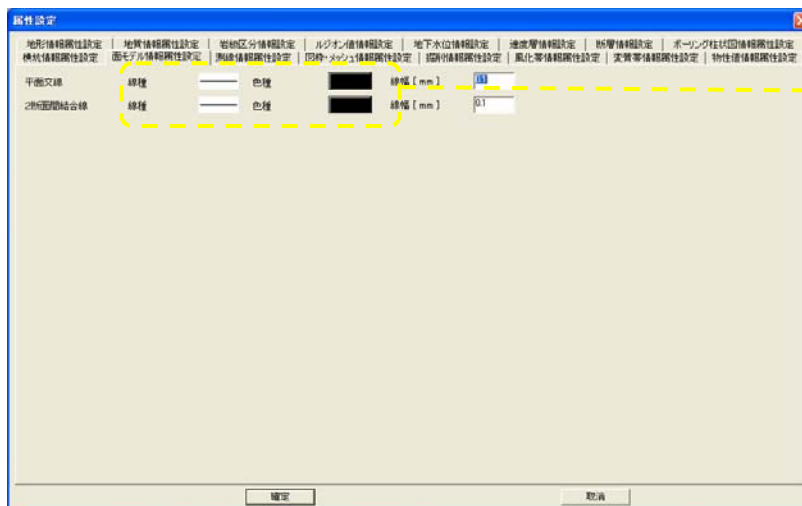 属性設定
地形情報属性設定 地質情報属性設定 岩級区分情報設定 ルジオン値情報設定 地下水位情報設定 速度層情報設定 断層情報設定 ボーリング柱状図情報属性設定
横坑情報属性設定 面モデル情報属性設定 測線情報属性設定 図枠・メッシュ情報属性設定 掘削情報属性設定 風化帯情報属性設定 変質帯情報属性設定 物性値情報属性設定
平面交線 線種 色種 線幅 [mm] 0.1
2断面間結合線 線種 色種 線幅 [mm] 0.1
確定 取消